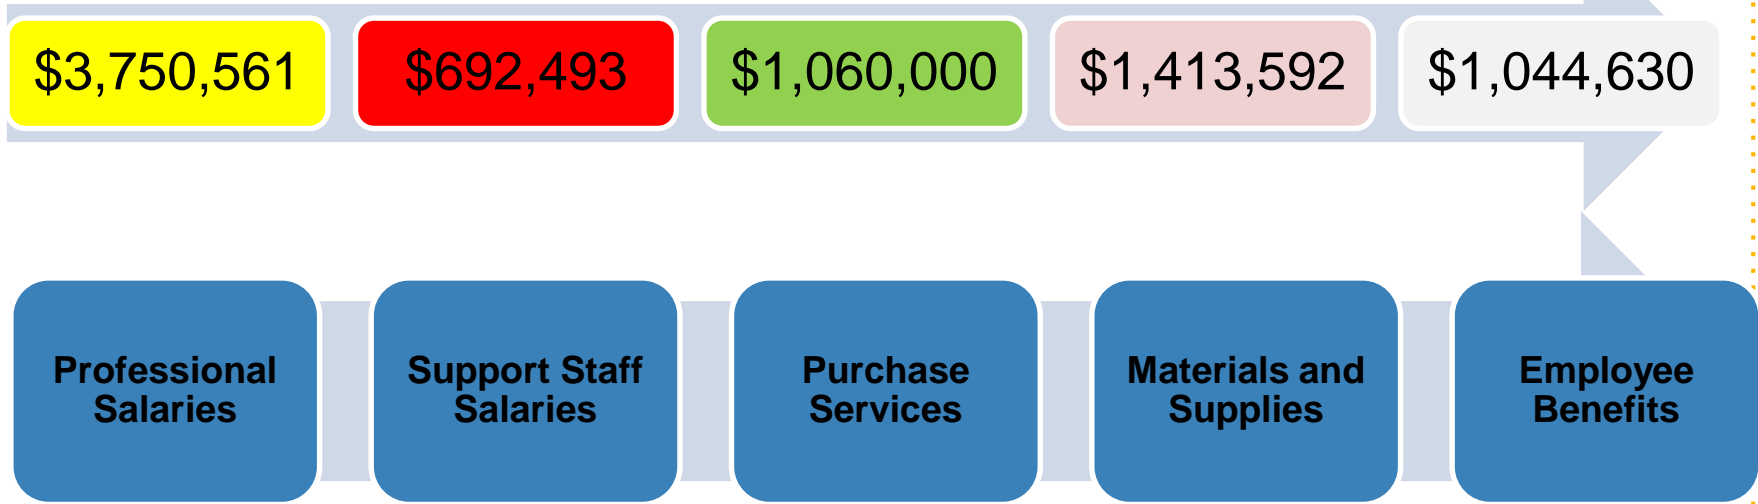 $3,750,561 $692,493 $1,060,000 $1,413,592 $1,044,630
Professional
Salaries
Support Staff
Salaries
Purchase
Services
Materials and
Supplies
Employee
Benefits